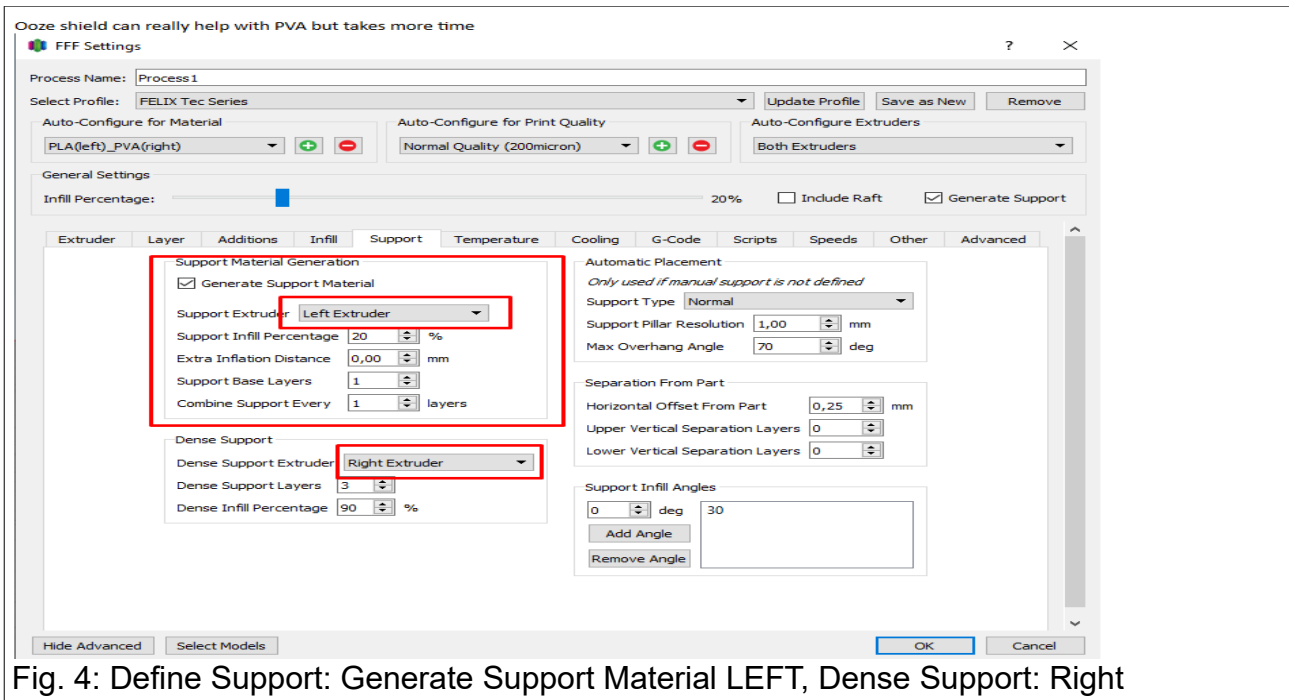 Ooze shield can really help with PVA but takes more time
FFF Settings ? ×
Process Name: Process1
Select Profile: FELIX Tec Series Update Profile Save as New Remove
Auto-Configure for Material Auto-Configure for Print Quality Auto-Configure Extruders
PLA(left)_PVA(right) Normal Quality (200micron) Both Extruders
General Settings
Infill Percentage: 20% Include Raft Generate Support
Extruder Layer Additions Infill Support Temperature Cooling G-Code Scripts Speeds Other Advanced
Support Material Generation
Generate Support Material
Support Extruder Left Extruder
Support Infill Percentage 20 %
Extra Inflation Distance 0,00 mm
Support Base Layers 1
Combine Support Every 1 layers
Dense Support
Dense Support Extruder Right Extruder
Dense Support Layers 3
Dense Infill Percentage 90 %
Automatic Placement
Only used if manual support is not defined
Support Type Normal
Support Pillar Resolution 1,00 mm
Max Overhang Angle 70 deg
Separation From Part
Horizontal Offset From Part 0,25 mm
Upper Vertical Separation Layers 0
Lower Vertical Separation Layers 0
Support Infill Angles
0 deg 30
Add Angle
Remove Angle
Hide Advanced Select Models OK Cancel
Fig. 4: Define Support: Generate Support Material LEFT, Dense Support: Right